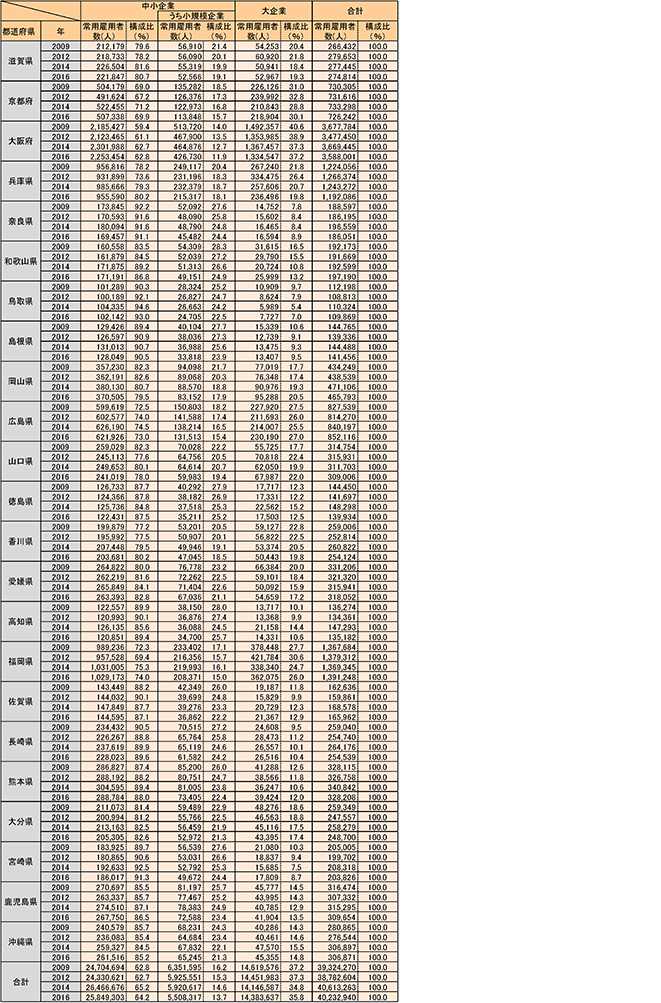 中小企業 大企業 合計
うち小規模企業
都道府県 年 常用雇用者数(人) 構成比(%) 常用雇用者数(人) 構成比(%) 常用雇用者数(人) 構成比(%) 常用雇用者数(人) 構成比(%)
滋賀県 2009 212,179 79.6 56,910 21.4 54,253 20.4 266,432 100.0
2012 218,733 78.2 56,090 20.1 60,920 21.8 279,653 100.0
2014 226,504 81.6 55,319 19.9 50,941 18.4 277,445 100.0
2016 221,847 80.7 52,566 19.1 52,967 19.3 274,814 100.0
京都府 2009 504,179 69.0 135,282 18.5 226,126 31.0 730,305 100.0
2012 491,624 67.2 126,376 17.3 239,992 32.8 731,616 100.0
2014 522,455 71.2 122,973 16.8 210,843 28.8 733,298 100.0
2016 507,338 69.9 113,848 15.7 218,904 30.1 726,242 100.0
大阪府 2009 2,185,427 59.4 513,720 14.0 1,492,357 40.6 3,677,784 100.0
2012 2,123,465 61.1 467,900 13.5 1,353,985 38.9 3,477,450 100.0
2014 2,301,988 62.7 464,876 12.7 1,367,457 37.3 3,669,445 100.0
2016 2,253,454 62.8 426,730 11.9 1,334,547 37.2 3,588,001 100.0
兵庫県 2009 956,816 78.2 249,117 20.4 267,240 21.8 1,224,056 100.0
2012 931,899 73.6 231,196 18.3 334,475 26.4 1,266,374 100.0
2014 985,666 79.3 232,379 18.7 257,606 20.7 1,243,272 100.0
2016 955,590 80.2 215,317 18.1 236,496 19.8 1,192,086 100.0
奈良県 2009 173,845 92.2 52,092 27.6 14,752 7.8 188,597 100.0
2012 170,593 91.6 48,090 25.8 15,602 8.4 186,195 100.0
2014 180,094 91.6 48,790 24.8 16,465 8.4 196,559 100.0
2016 169,457 91.1 45,482 24.4 16,594 8.9 186,051 100.0
和歌山県 2009 160,558 83.5 54,309 28.3 31,615 16.5 192,173 100.0
2012 161,879 84.5 52,039 27.2 29,790 15.5 191,669 100.0
2014 171,875 89.2 51,313 26.6 20,724 10.8 192,599 100.0
2016 171,191 86.8 49,151 24.9 25,999 13.2 197,190 100.0
鳥取県 2009 101,289 90.3 28,324 25.2 10,909 9.7 112,198 100.0
2012 100,189 92.1 26,827 24.7 8,624 7.9 108,813 100.0
2014 104,335 94.6 26,663 24.2 5,989 5.4 110,324 100.0
2016 102,142 93.0 24,705 22.5 7,727 7.0 109,869 100.0
島根県 2009 129,426 89.4 40,104 27.7 15,339 10.6 144,765 100.0
2012 126,597 90.9 38,036 27.3 12,739 9.1 139,336 100.0
2014 131,013 90.7 36,988 25.6 13,475 9.3 144,488 100.0
2016 128,049 90.5 33,818 23.9 13,407 9.5 141,456 100.0
岡山県 2009 357,230 82.3 94,098 21.7 77,019 17.7 434,249 100.0
2012 362,191 82.6 89,068 20.3 76,348 17.4 438,539 100.0
2014 380,130 80.7 88,570 18.8 90,976 19.3 471,106 100.0
2016 370,505 79.5 83,152 17.9 95,288 20.5 465,793 100.0
広島県 2009 599,619 72.5 150,803 18.2 227,920 27.5 827,539 100.0
2012 602,577 74.0 141,588 17.4 211,693 26.0 814,270 100.0
2014 626,190 74.5 138,214 16.5 214,007 25.5 840,197 100.0
2016 621,926 73.0 131,513 15.4 230,190 27.0 852,116 100.0
山口県 2009 259,029 82.3 70,028 22.2 55,725 17.7 314,754 100.0
2012 245,113 77.6 64,756 20.5 70,818 22.4 315,931 100.0
2014 249,653 80.1 64,614 20.7 62,050 19.9 311,703 100.0
2016 241,019 78.0 59,983 19.4 67,987 22.0 309,006 100.0
徳島県 2009 126,733 87.7 40,292 27.9 17,717 12.3 144,450 100.0
2012 124,366 87.8 38,182 26.9 17,331 12.2 141,697 100.0
2014 125,736 84.8 37,518 25.3 22,562 15.2 148,298 100.0
2016 122,431 87.5 35,211 25.2 17,503 12.5 139,934 100.0
香川県 2009 199,879 77.2 53,201 20.5 59,127 22.8 259,006 100.0
2012 195,992 77.5 50,907 20.1 56,822 22.5 252,814 100.0
2014 207,448 79.5 49,946 19.1 53,374 20.5 260,822 100.0
2016 203,681 80.2 47,045 18.5 50,443 19.8 254,124 100.0
愛媛県 2009 264,822 80.0 76,778 23.2 66,384 20.0 331,206 100.0
2012 262,219 81.6 72,262 22.5 59,101 18.4 321,320 100.0
2014 265,849 84.1 71,404 22.6 50,092 15.9 315,941 100.0
2016 263,393 82.8 67,036 21.1 54,659 17.2 318,052 100.0
高知県 2009 122,557 89.9 38,150 28.0 13,717 10.1 136,274 100.0
2012 120,993 90.1 36,876 27.4 13,368 9.9 134,361 100.0
2014 126,135 85.6 36,088 24.5 21,158 14.4 147,293 100.0
2016 120,851 89.4 34,700 25.7 14,331 10.6 135,182 100.0
福岡県 2009 989,236 72.3 233,402 17.1 378,448 27.7 1,367,684 100.0
2012 957,528 69.4 216,356 15.7 421,784 30.6 1,379,312 100.0
2014 1,031,005 75.3 219,993 16.1 338,340 24.7 1,369,345 100.0
2016 1,029,173 74.0 208,371 15.0 362,075 26.0 1,391,248 100.0
佐賀県 2009 143,449 88.2 42,349 26.0 19,187 11.8 162,636 100.0
2012 144,032 90.1 39,699 24.8 15,829 9.9 159,861 100.0
2014 147,849 87.7 39,276 23.3 20,729 12.3 168,578 100.0
2016 144,595 87.1 36,862 22.2 21,367 12.9 165,962 100.0
長崎県 2009 234,432 90.5 70,515 27.2 24,608 9.5 259,040 100.0
2012 226,267 88.8 65,764 25.8 28,473 11.2 254,740 100.0
2014 237,619 89.9 65,119 24.6 26,557 10.1 264,176 100.0
2016 228,023 89.6 61,582 24.2 26,516 10.4 254,539 100.0
熊本県 2009 286,827 87.4 85,200 26.0 41,288 12.6 328,115 100.0
2012 288,192 88.2 80,751 24.7 38,566 11.8 326,758 100.0
2014 304,595 89.4 81,005 23.8 36,247 10.6 340,842 100.0
2016 288,784 88.0 73,405 22.4 39,424 12.0 328,208 100.0
大分県 2009 211,073 81.4 59,489 22.9 48,276 18.6 259,349 100.0
2012 200,994 81.2 55,766 22.5 46,563 18.8 247,557 100.0
2014 213,163 82.5 56,459 21.9 45,116 17.5 258,279 100.0
2016 205,305 82.6 52,972 21.3 43,395 17.4 248,700 100.0
宮崎県 2009 183,925 89.7 56,539 27.6 21,080 10.3 205,005 100.0
2012 180,865 90.6 53,031 26.6 18,837 9.4 199,702 100.0
2014 192,633 92.5 52,792 25.3 15,685 7.5 208,318 100.0
2016 186,017 91.3 49,672 24.4 17,809 8.7 203,826 100.0
鹿児島県 2009 270,697 85.5 81,197 25.7 45,777 14.5 316,474 100.0
2012 263,337 85.7 77,467 25.2 43,995 14.3 307,332 100.0
2014 274,510 87.1 78,383 24.9 40,785 12.9 315,295 100.0
2016 267,750 86.5 72,588 23.4 41,904 13.5 309,654 100.0
沖縄県 2009 240,579 85.7 68,231 24.3 40,286 14.3 280,865 100.0
2012 236,083 85.4 64,684 23.4 40,461 14.6 276,544 100.0
2014 259,327 84.5 67,832 22.1 47,570 15.5 306,897 100.0
2016 261,516 85.2 65,245 21.3 45,355 14.8 306,871 100.0
合計 2009 24,704,694 62.8 6,351,595 16.2 14,619,576 37.2 39,324,270 100.0
2012 24,330,621 62.7 5,925,551 15.3 14,451,983 37.3 38,782,604 100.0
2014 26,466,676 65.2 5,920,617 14.6 14,146,587 34.8 40,613,263 100.0
2016 25,849,303 64.2 5,508,317 13.7 14,383,637 35.8 40,232,940 100.0